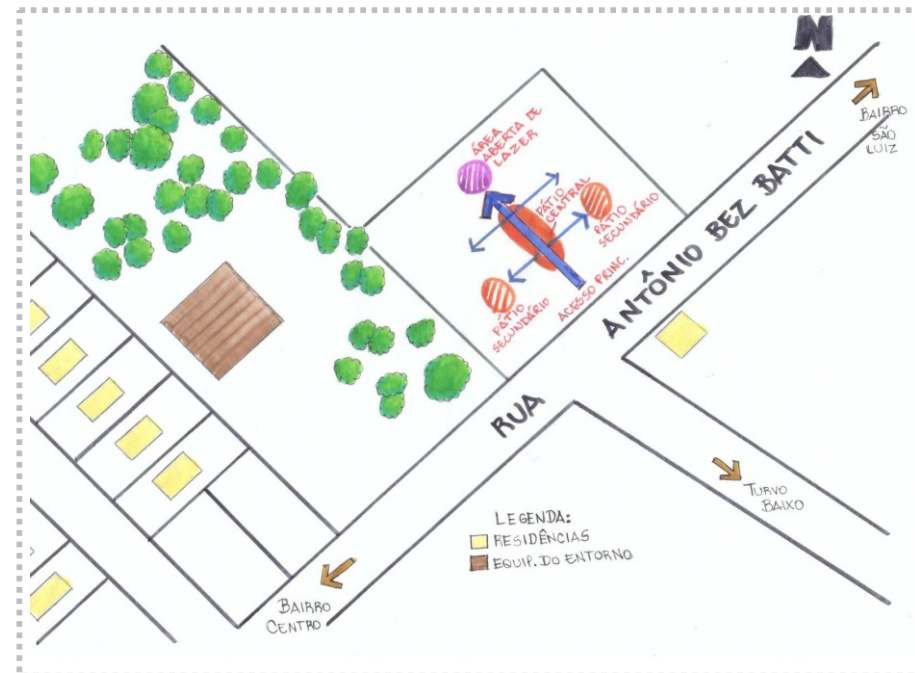 N
BAIRRO
SÃO
LUIZ
ÁREA
ABERTA DE
LAZER
PÁTIO
CENTRAL
PÁTIO
SECUNDÁRIO
PÁTIO
SECUNDÁRIO
ACESSO PRINC.
RUA ANTÔNIO BEZ BATTI
TURVO
BAIXO
LEGENDA:
RESIDÊNCIAS
EQUIP. DO ENTORNO
BAIRRO
CENTRO